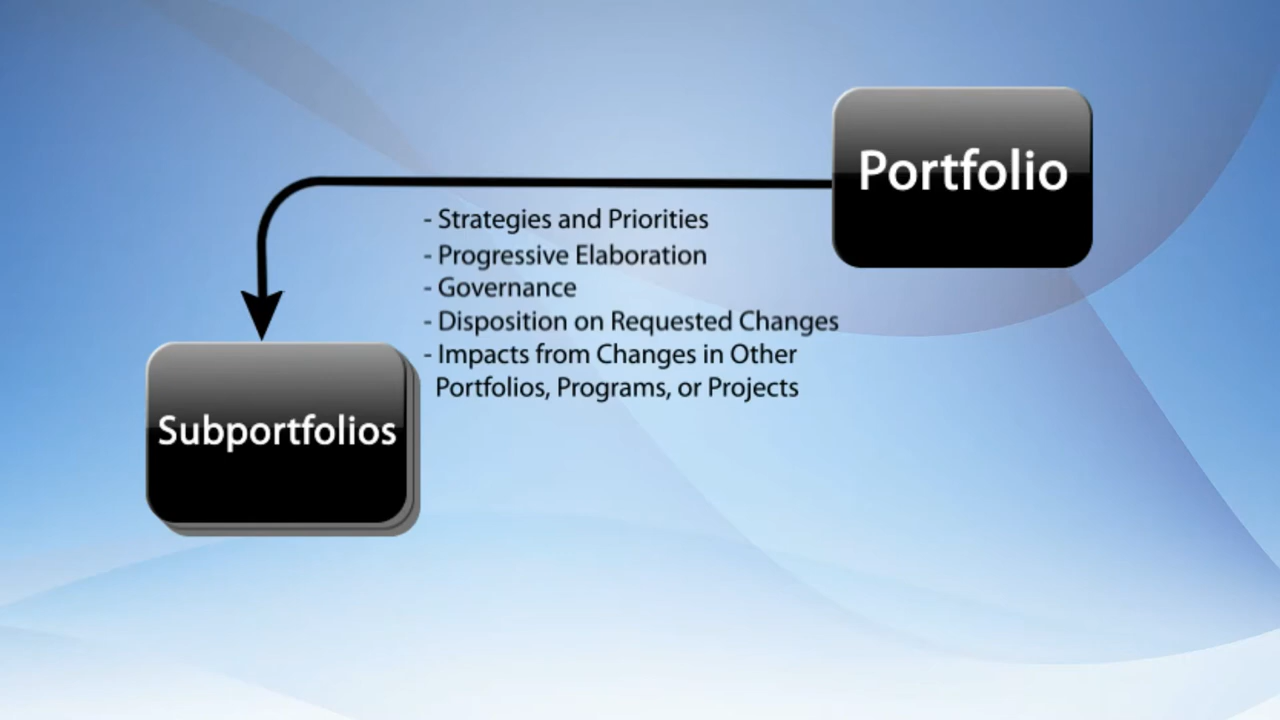 Portfolio
- Strategies and Priorities
- Progressive Elaboration
- Governance
- Disposition on Requested Changes
- Impacts from Changes in Other
Portfolios, Programs, or Projects
Subportfolios